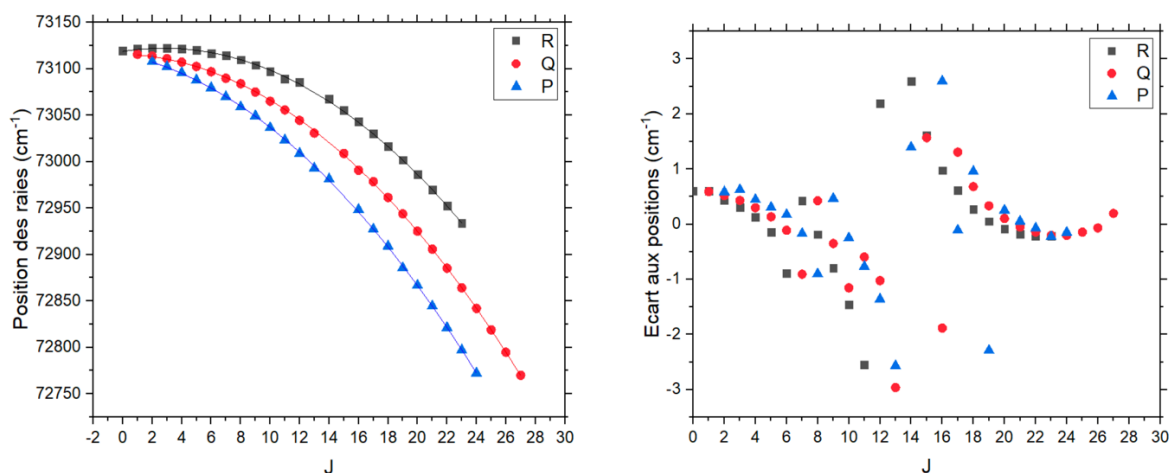 Position des raies (cm⁻¹)
73150
73100
73050
73000
72950
72900
72850
72800
72750
-2 0 2 4 6 8 10 12 14 16 18 20 22 24 26 28 30
J
R
Q
P
Ecart aux positions (cm⁻¹)
3
2
1
0
-1
-2
-3
0 2 4 6 8 10 12 14 16 18 20 22 24 26 28 30
J
R
Q
P